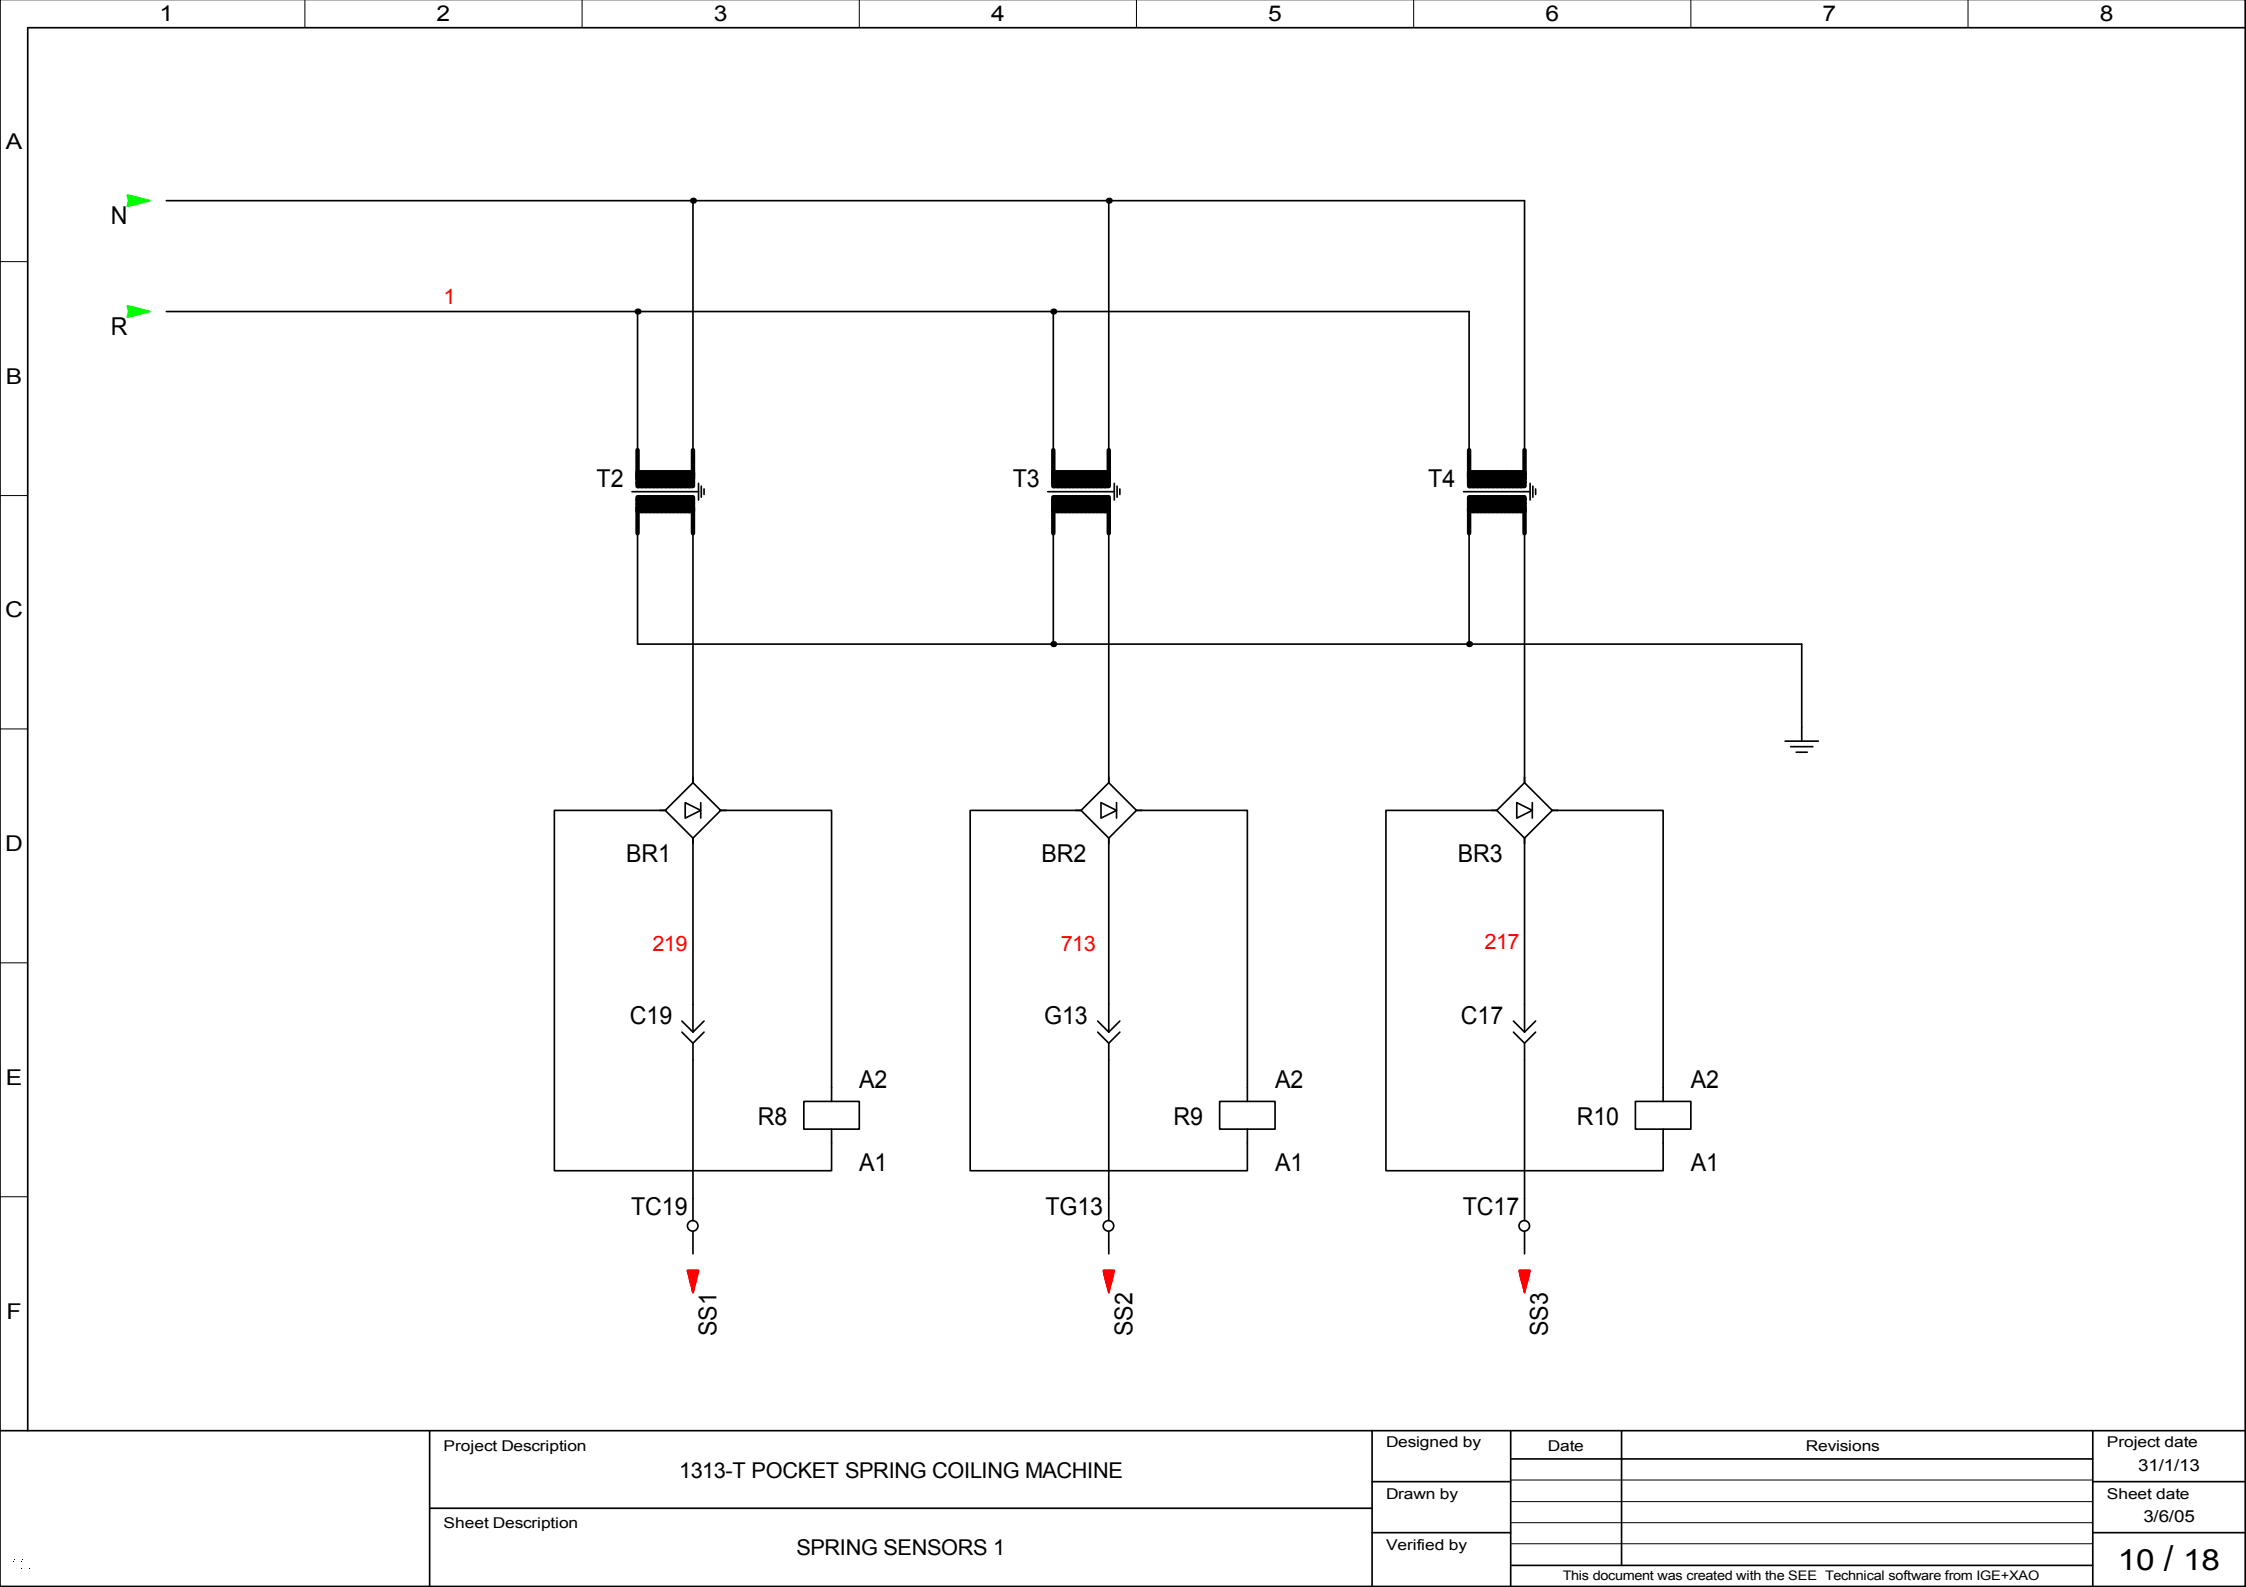 1 2 3 4 5 6 7 8
A
N
1
R
B
T2 T3 T4
C
D
BR1 BR2 BR3
219 713 217
C19 G13 C17
E
A2 A2 A2
R8 R9 R10
A1 A1 A1
TC19 TG13 TC17
SS1 SS2 SS3
F
Project Description
1313-T POCKET SPRING COILING MACHINE
Sheet Description
SPRING SENSORS 1
Designed by
Drawn by
Verified by
Date Revisions
This document was created with the SEE Technical software from IGE+XAO
Project date
31/1/13
Sheet date
3/6/05
10 / 18